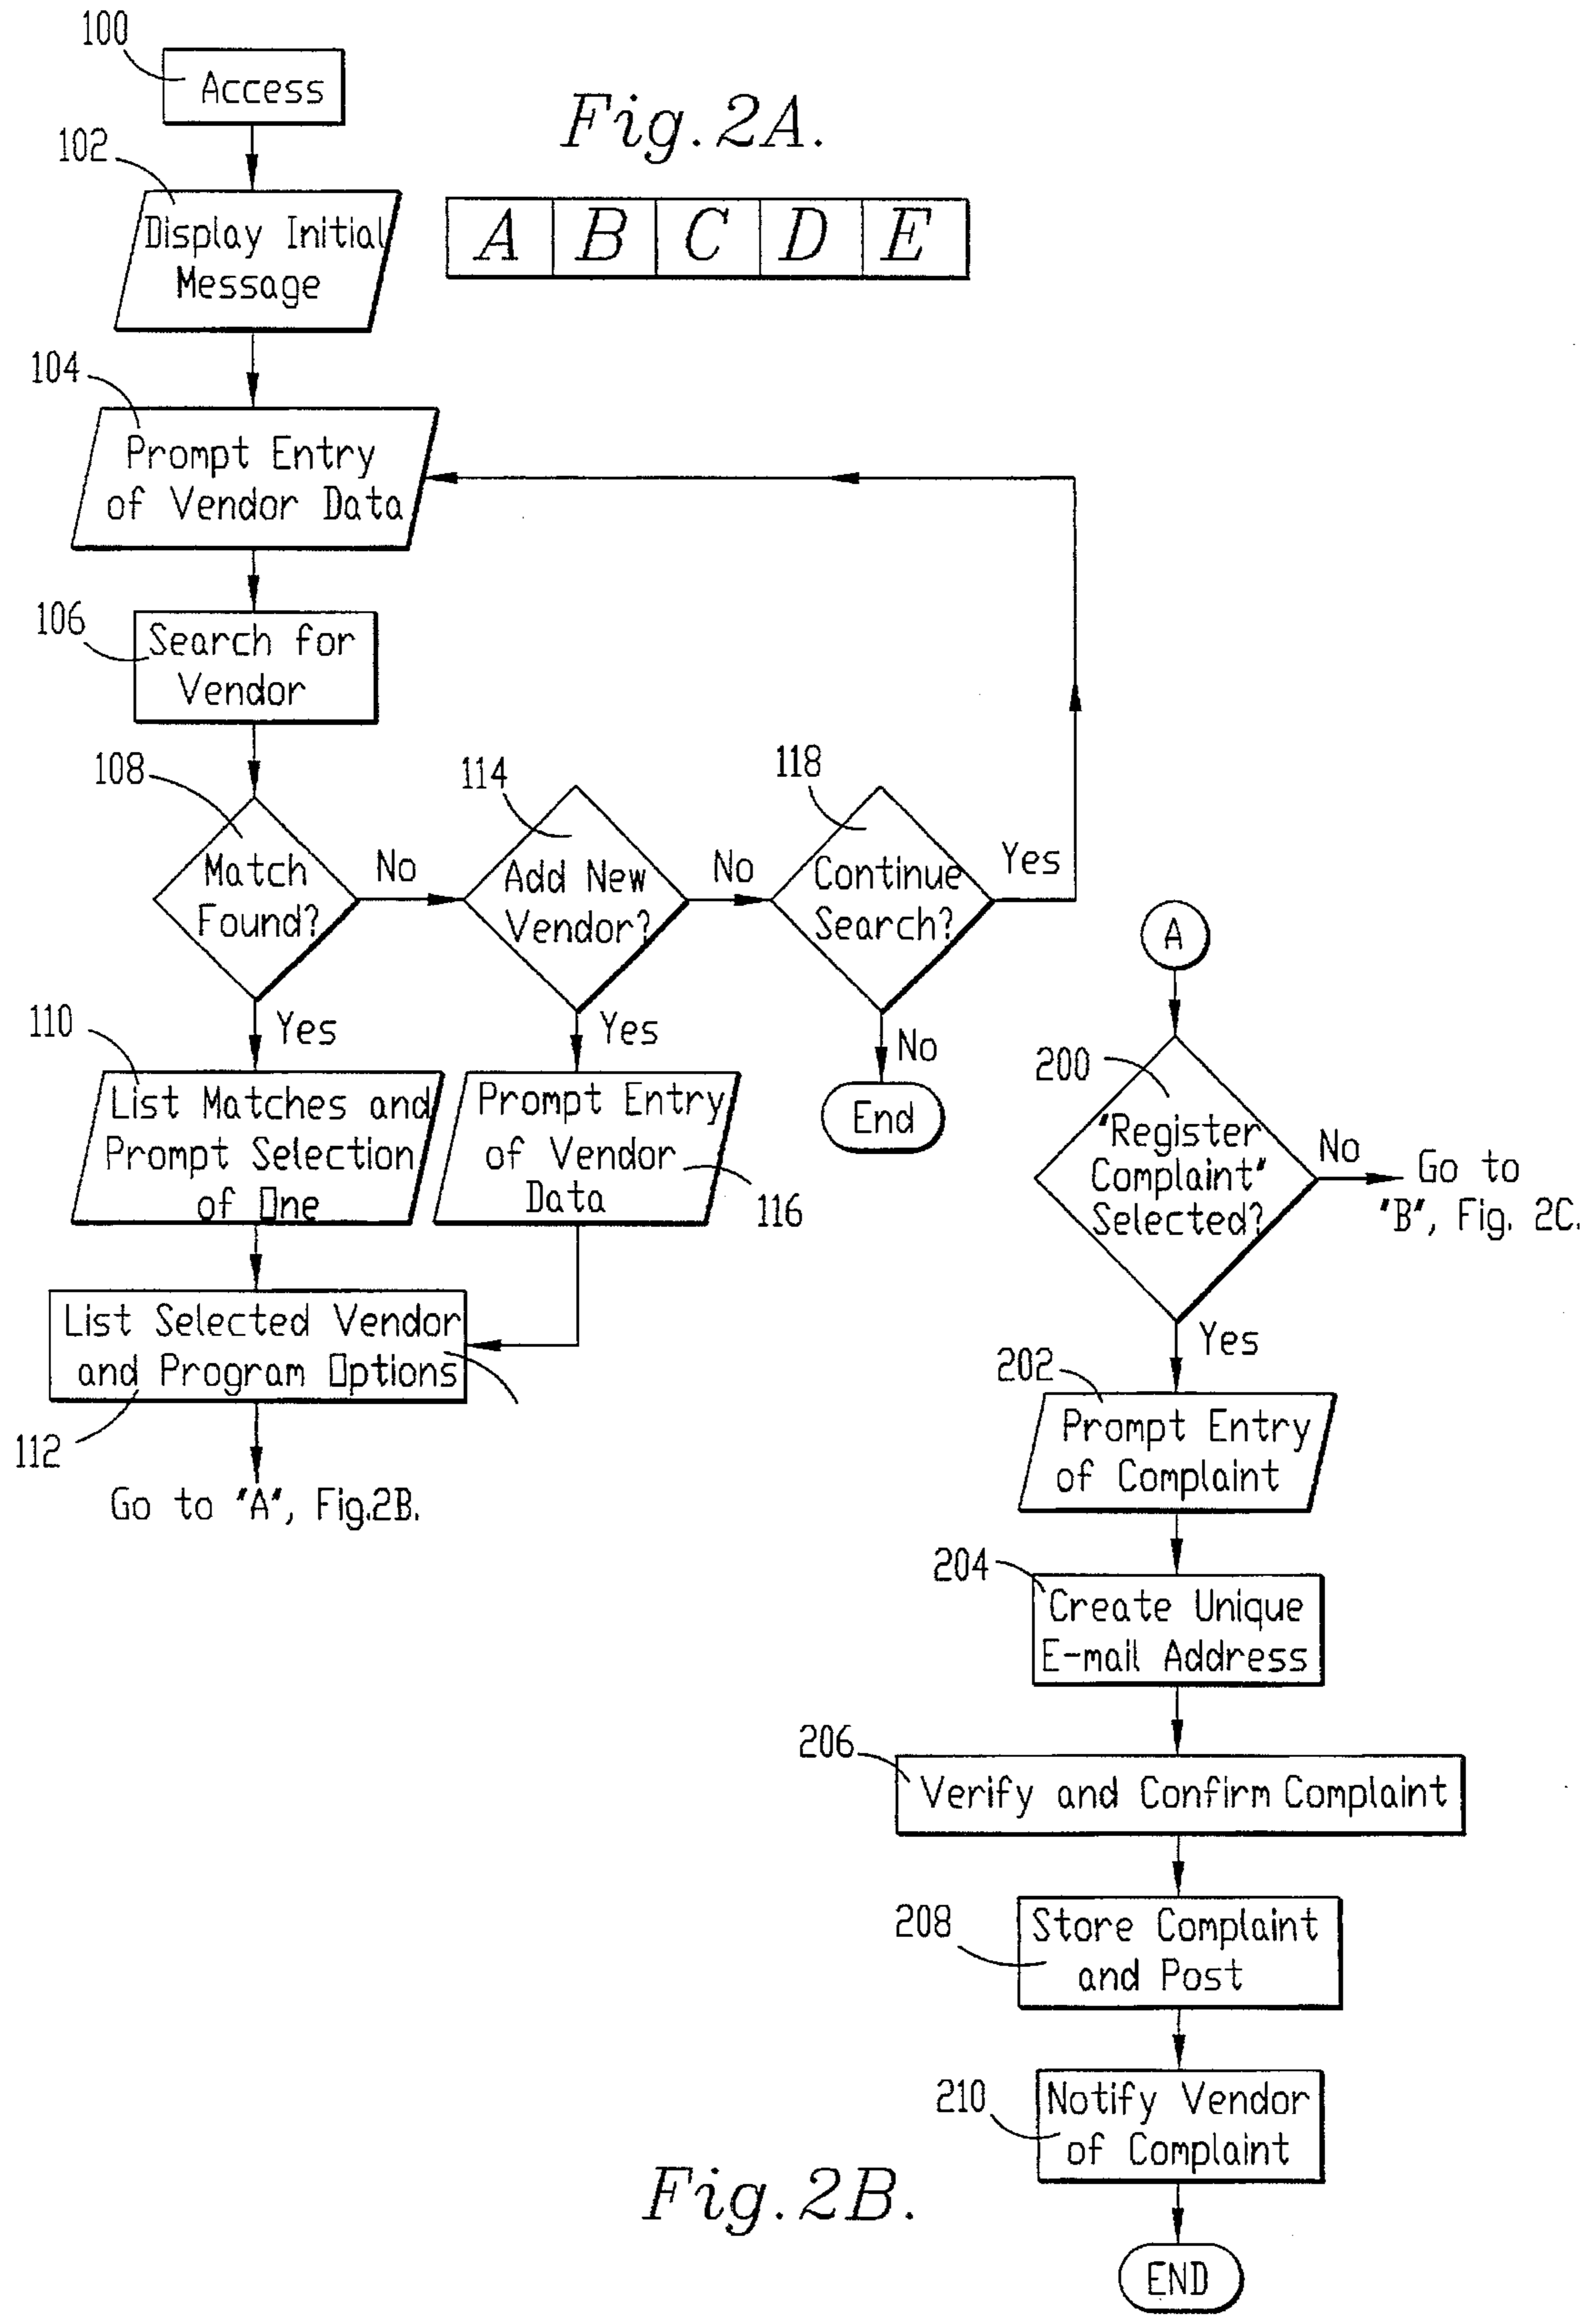 100
Access
Fig. 2A.
102
Display Initial
Message
A B C D E
104
Prompt Entry
of Vendor Data
106
Search for
Vendor
108
Match
Found?
No
114
Add New
Vendor?
No
118
Continue
Search?
Yes
Yes
Yes
No
End
110
List Matches and
Prompt Selection
of One
Prompt Entry
of Vendor
Data
116
List Selected Vendor
and Program Options
112
Go to "A", Fig.2B.
A
200
"Register
Complaint"
Selected?
No
Go to
"B", Fig. 2C.
Yes
202
Prompt Entry
of Complaint
204
Create Unique
E-mail Address
206
Verify and Confirm Complaint
208
Store Complaint
and Post
210
Notify Vendor
of Complaint
Fig. 2B.
END